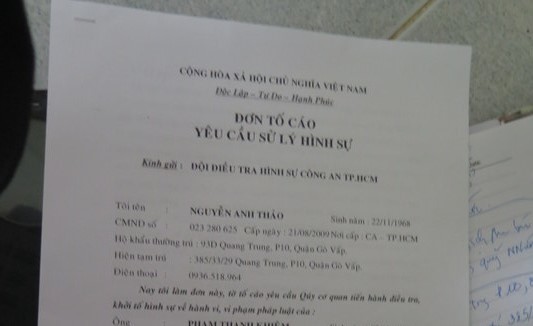 CỘNG HÒA XÃ HỘI CHỦ NGHĨA VIỆT NAM
Độc Lập – Tự Do – Hạnh Phúc
ĐƠN TỐ CÁO
YÊU CẦU SỬ LÝ HÌNH SỰ
Kính gửi : ĐỘI ĐIỀU TRA HÌNH SỰ CÔNG AN TP.HCM
Tôi tên : NGUYỄN ANH THẢO Sinh năm : 22/11/1968
CMND số : 023 280 625 Cấp ngày : 21/08/2009 Nơi cấp : CA – TP.HCM
Hộ khẩu thường trú : 93D Quang Trung, P10, Quận Gò Vấp.
Hiện tạm trú : 385/33/29 Quang Trung, P10, Quận Gò Vấp.
Điện thoại : 0936.518.964
Nay tôi làm đơn này, tờ tố cáo yêu cầu Qúy cơ quan tiến hành điều tra,
khởi tố hình sự về hành vi, vi phạm pháp luật của :
Ông : PHẠM THANH KHIÊM